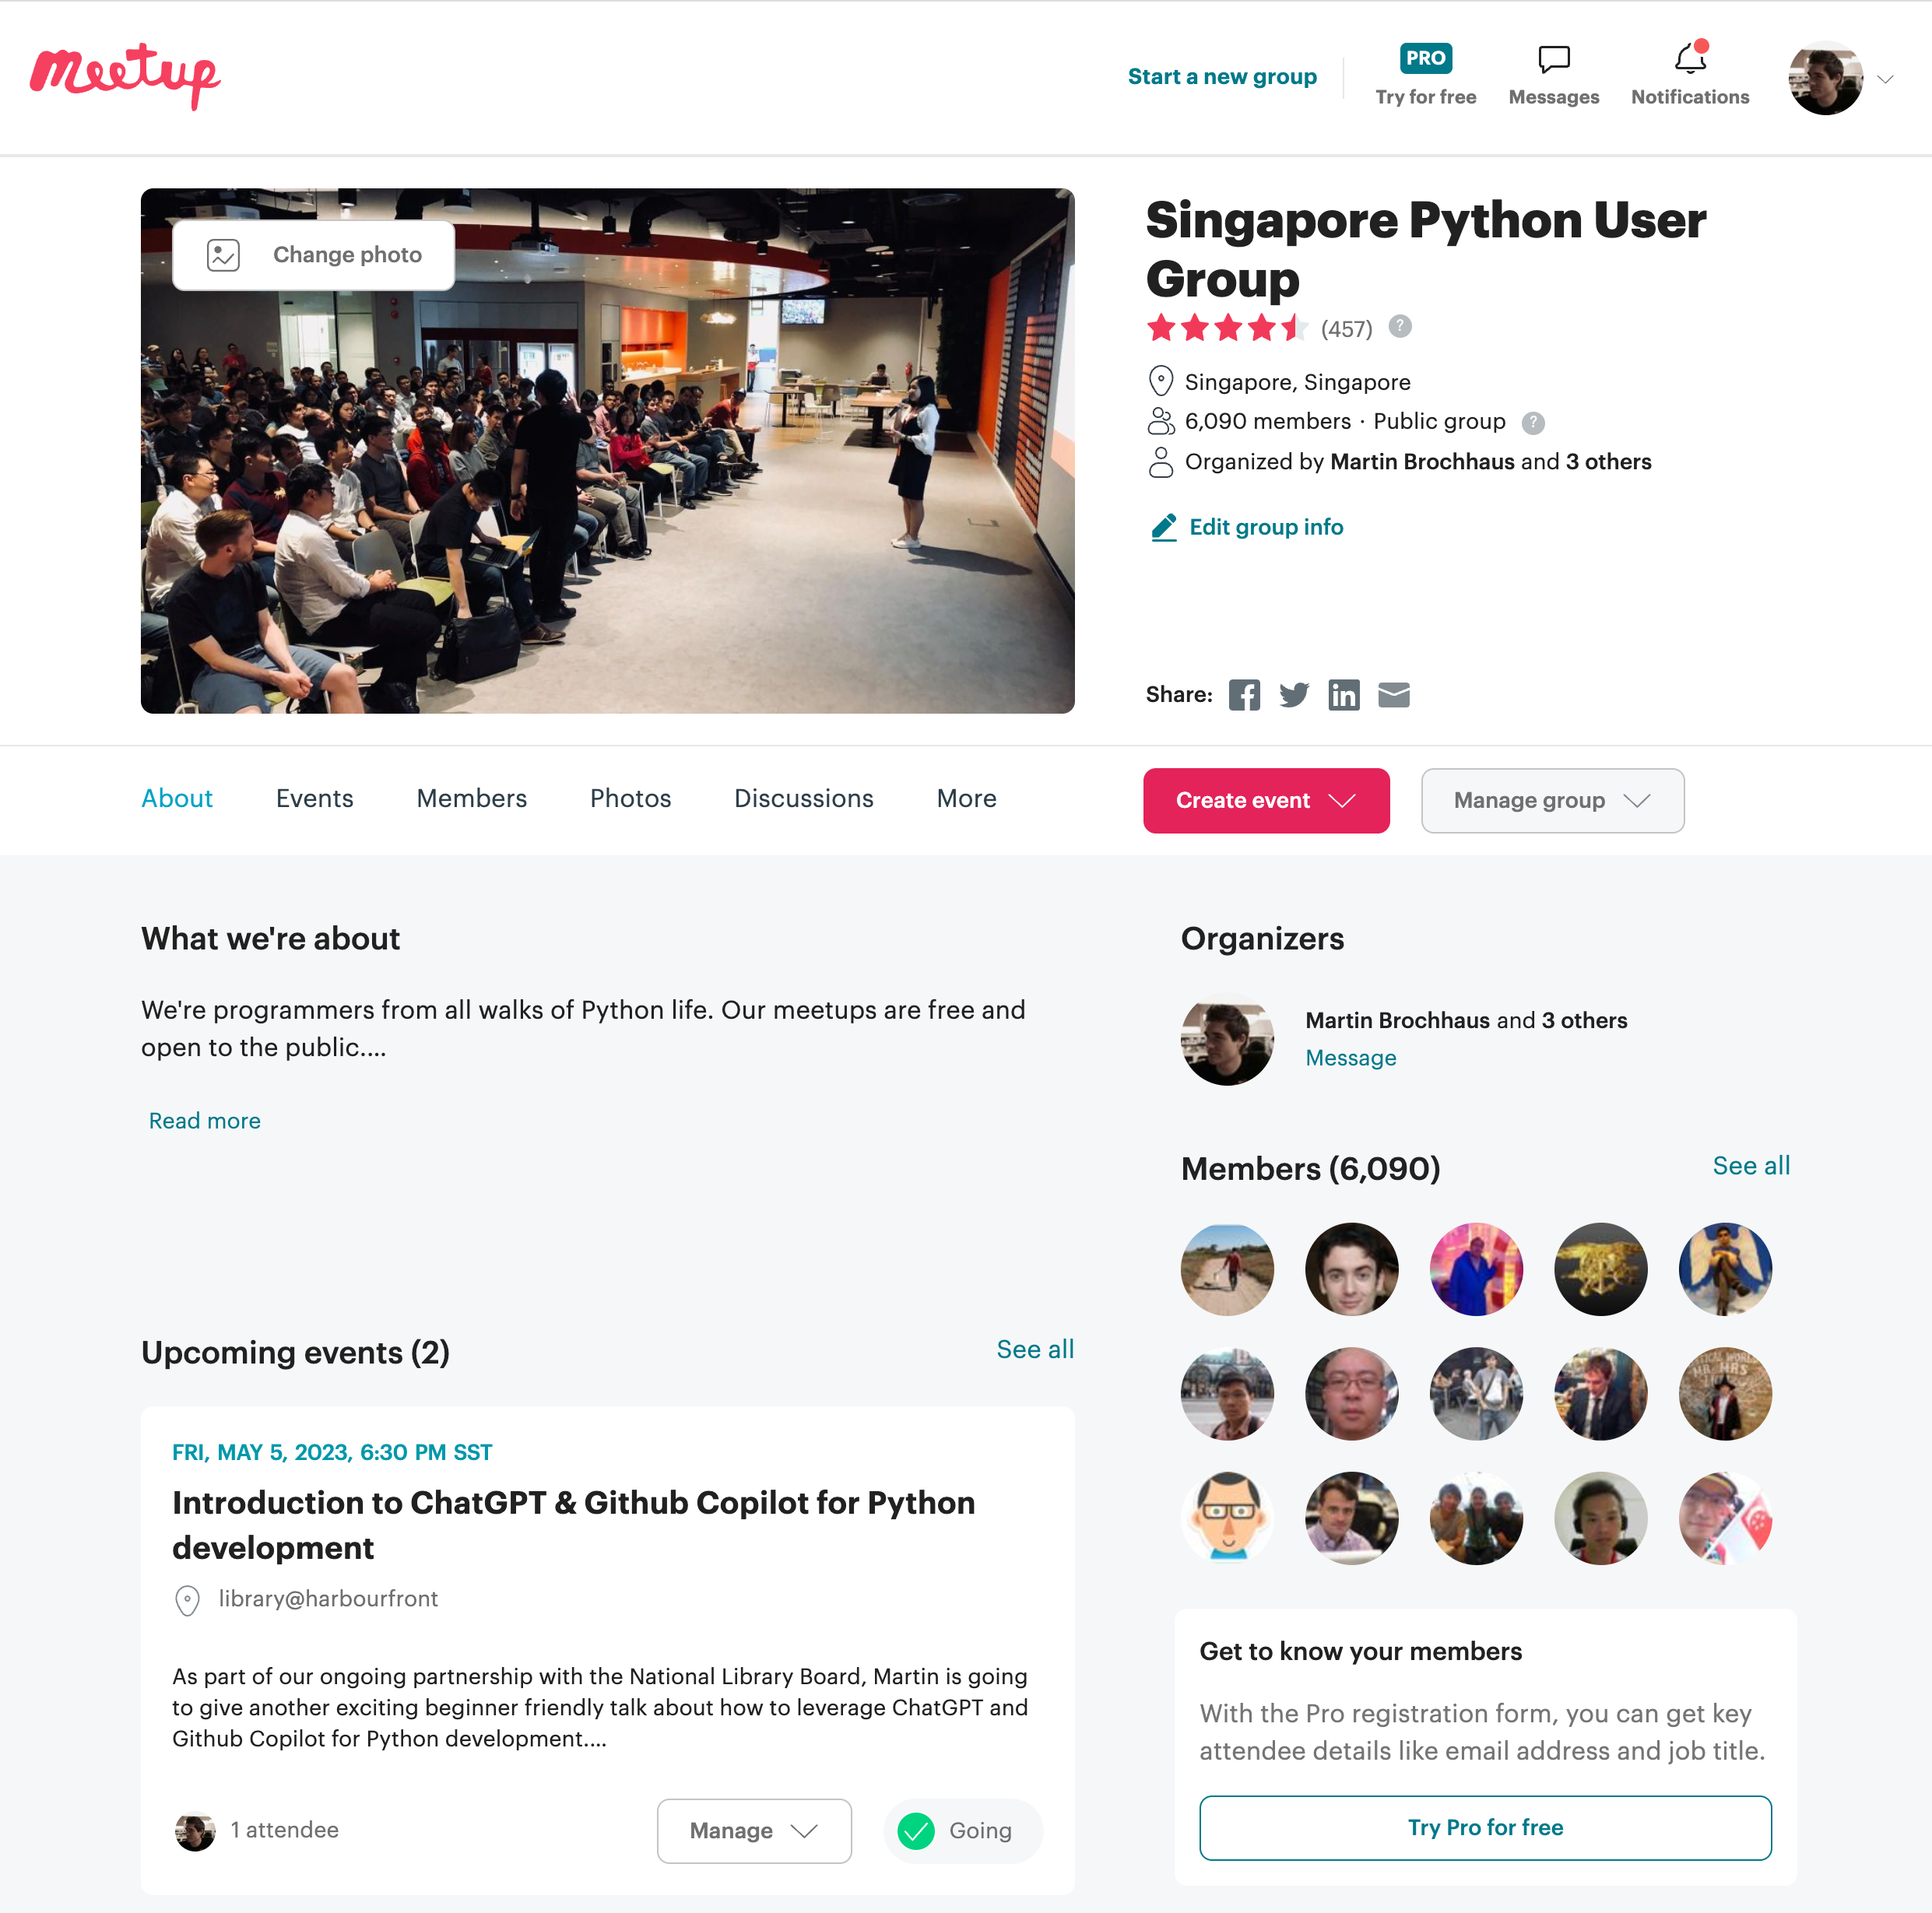 Meetup
Start a new group
PRO
Try for free
Messages
Notifications
Change photo
Singapore Python User
Group
(457) ?
Singapore, Singapore
6,090 members · Public group ?
Organized by Martin Brochhaus and 3 others
Edit group info
Share:
About
Events
Members
Photos
Discussions
More
Create event
Manage group
What we're about
We're programmers from all walks of Python life. Our meetups are free and
open to the public....
Read more
Upcoming events (2)
See all
FRI, MAY 5, 2023, 6:30 PM SST
Introduction to ChatGPT & Github Copilot for Python
development
library@harbourfront
As part of our ongoing partnership with the National Library Board, Martin is going
to give another exciting beginner friendly talk about how to leverage ChatGPT and
Github Copilot for Python development....
1 attendee
Manage
Going
Organizers
Martin Brochhaus and 3 others
Message
Members (6,090)
See all
MR MRS
Get to know your members
With the Pro registration form, you can get key
attendee details like email address and job title.
Try Pro for free